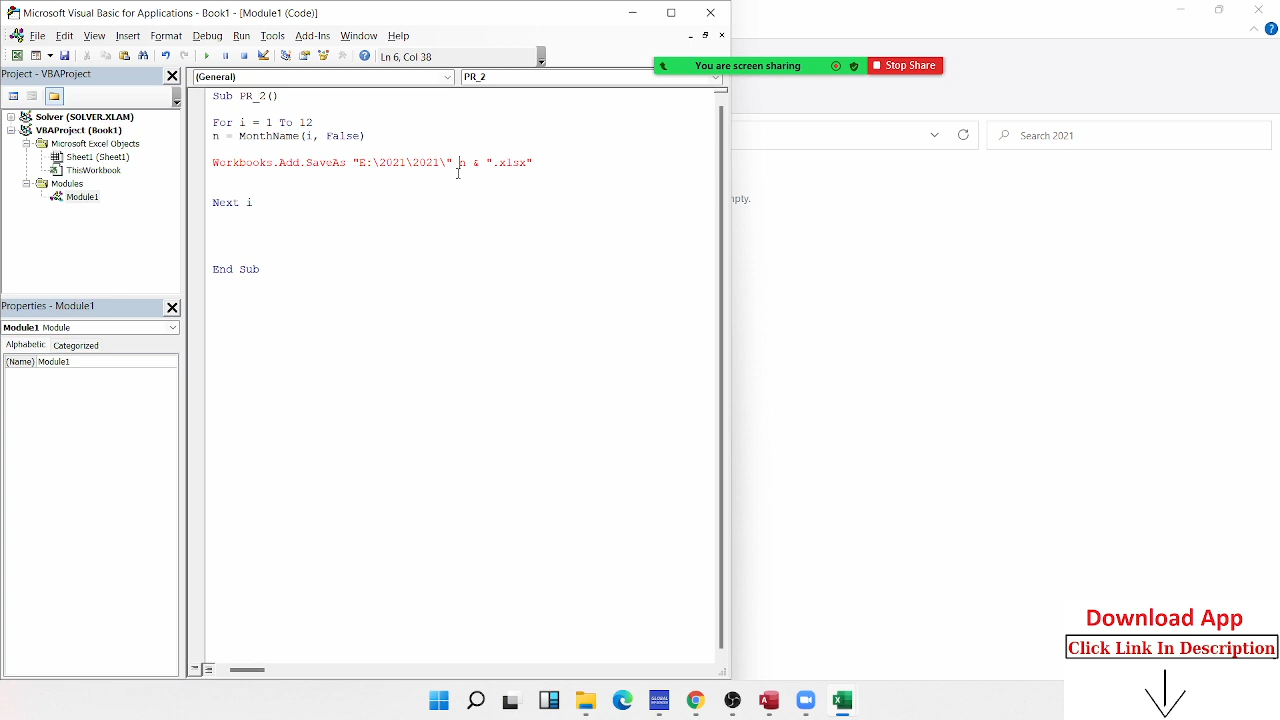 Microsoft Visual Basic for Applications - Book1 - [Module1 (Code)]
File Edit View Insert Format Debug Run Tools Add-Ins Window Help
Ln 6, Col 38
You are screen sharing
Stop Share
Project - VBAProject
(General)
PR_2
Solver (SOLVER.XLAM)
VBAProject (Book1)
Microsoft Excel Objects
Sheet1 (Sheet1)
ThisWorkbook
Modules
Module1
Sub PR_2()
For i = 1 To 12
n = MonthName(i, False)
Workbooks.Add.SaveAs "E:\2021\2021\" n & ".xlsx"
Next i
End Sub
Search 2021
Properties - Module1
Module1 Module
Alphabetic Categorized
(Name) Module1
Download App
Click Link In Description